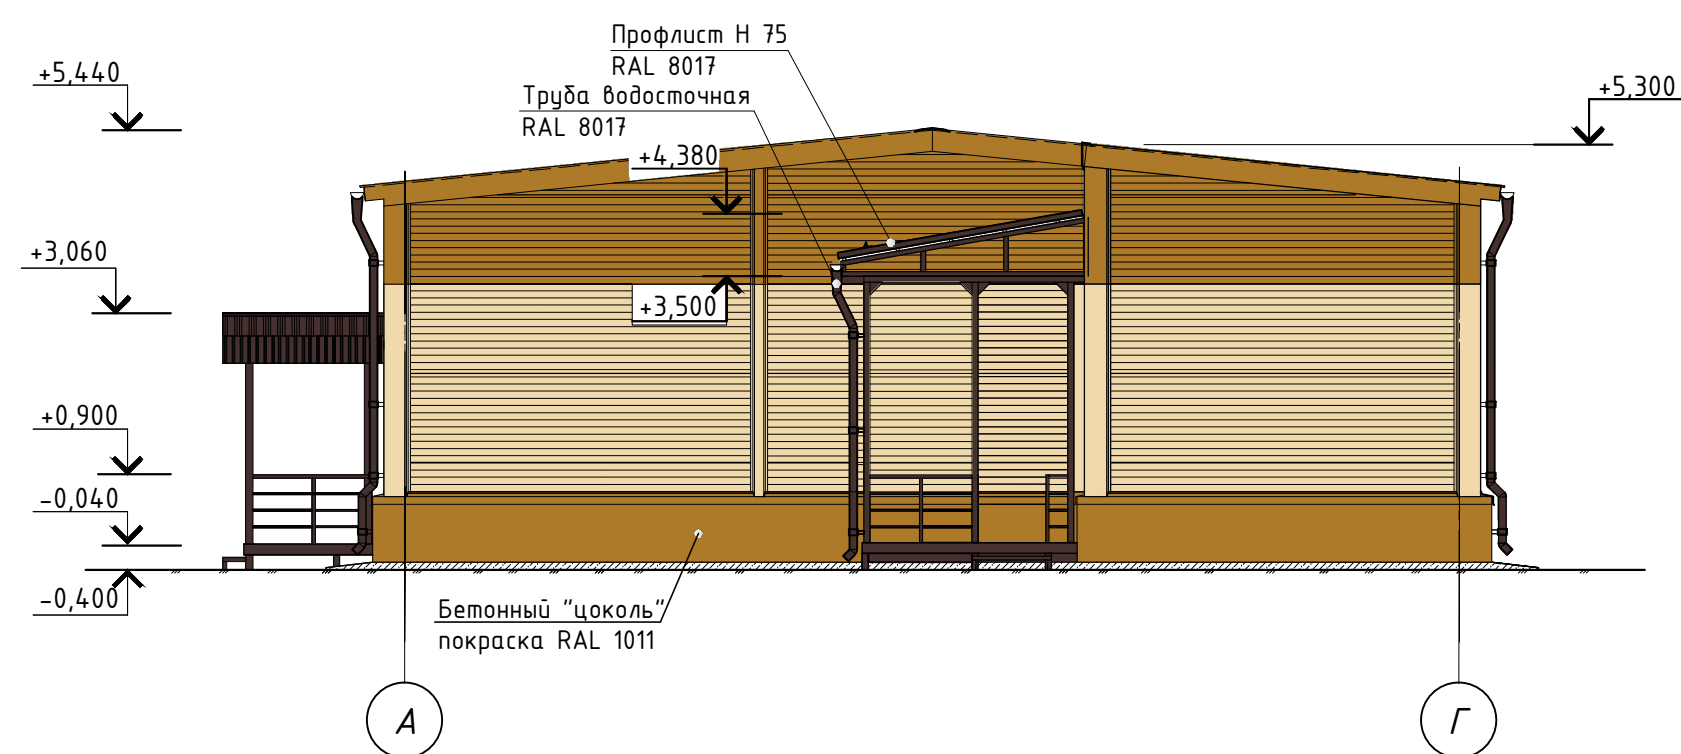 Профлист Н 75
RAL 8017
Труба водосточная
RAL 8017
+5,440
+5,300
+4,380
+3,060
+3,500
+0,900
-0,040
-0,400
Бетонный "цоколь"
покраска RAL 1011
А
Г